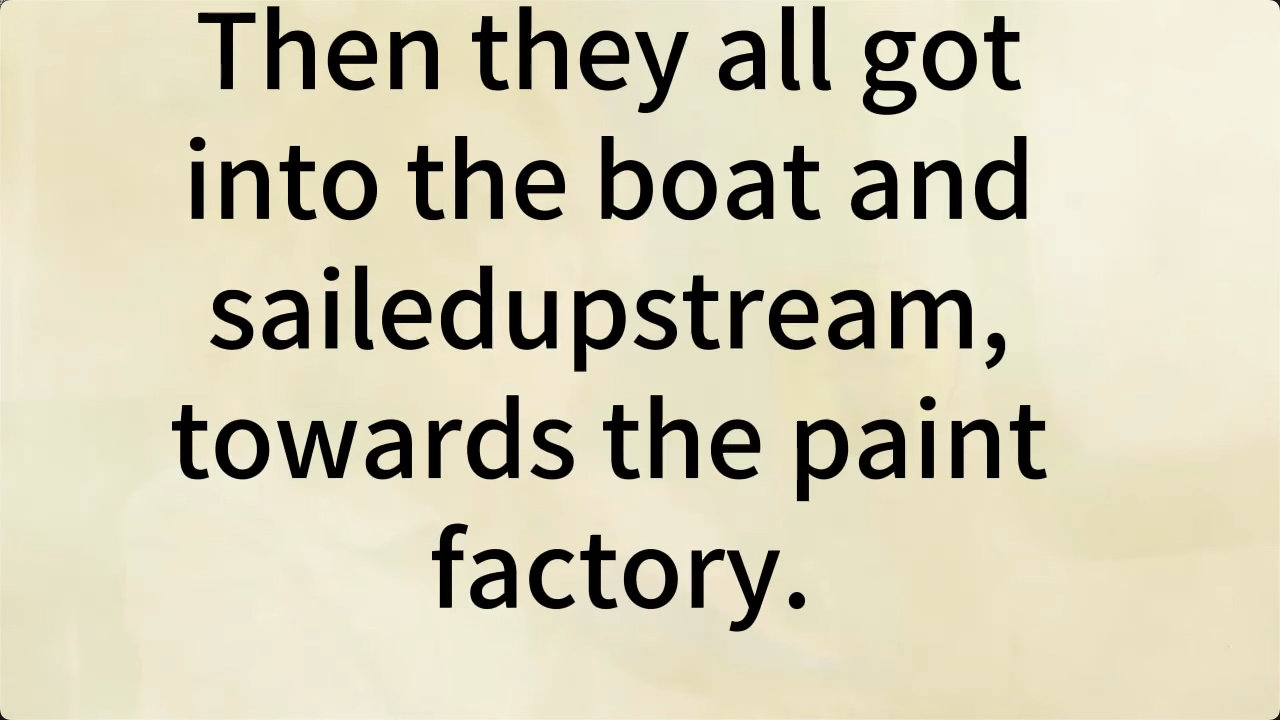 Then they all got
into the boat and
sailedupstream,
towards the paint
factory.